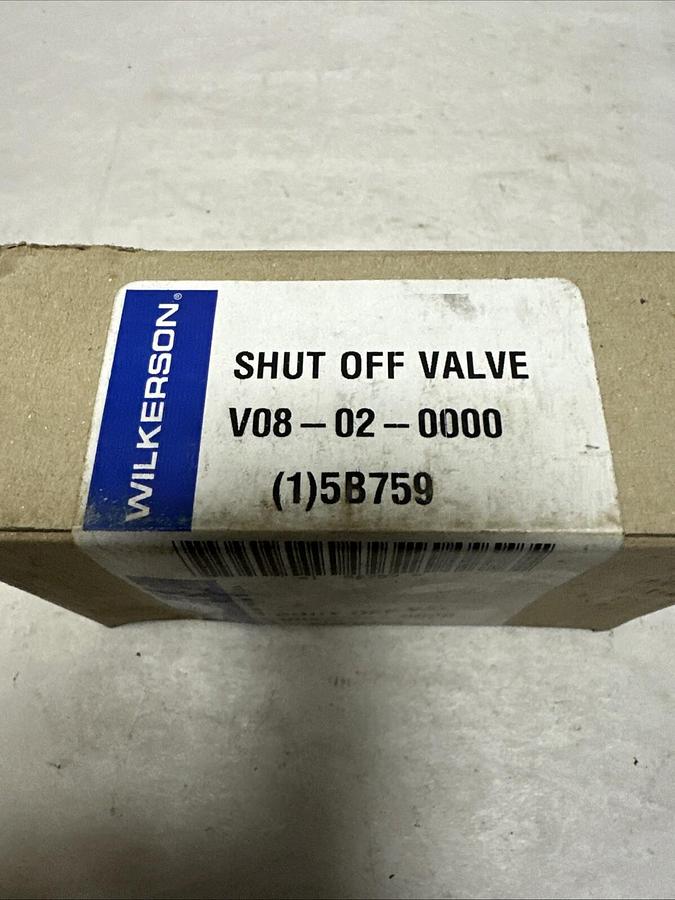 WILKERSON®
SHUT OFF VALVE
V08-02-0000
(1)5B759